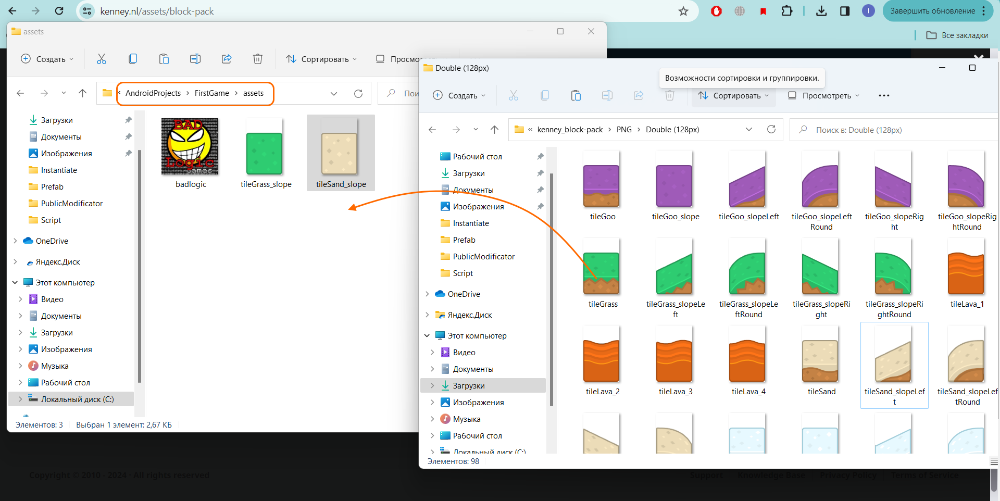 kenney.nl/assets/block-pack
Завершить обновление
Все закладки
assets
Создать
Сортировать
AndroidProjects
FirstGame
assets
Загрузки
Документы
Изображения
Instantiate
Prefab
PublicModificator
Script
OneDrive
Яндекс.Диск
Этот компьютер
Видео
Документы
Загрузки
Изображения
Музыка
Рабочий стол
Локальный диск (C:)
BAD
Logic
games
badlogic
tileGrass_slope
tileSand_slope
Элементов: 3
Выбран 1 элемент: 2,67 КБ
Double (128px)
Возможности сортировки и группировки.
Создать
Сортировать
Просмотреть
kenney_block-pack
PNG
Double (128px)
Поиск в: Double (128px)
Рабочий стол
Загрузки
Документы
Изображения
Instantiate
Prefab
PublicModificator
Script
OneDrive
Яндекс.Диск
Этот компьютер
Видео
Документы
Загрузки
Изображения
Музыка
Рабочий стол
Локальный диск (C:)
tileGoo
tileGoo_slope
tileGoo_slopeLeft
tileGoo_slopeLeft
Round
tileGoo_slopeRig
ht
tileGoo_slopeRig
htRound
tileGrass
tileGrass_slopeLe
ft
tileGrass_slopeLe
ftRound
tileGrass_slopeRi
ght
tileGrass_slopeRi
ghtRound
tileLava_1
tileLava_2
tileLava_3
tileLava_4
tileSand
tileSand_slopeLef
t
tileSand_slopeLef
tRound
Элементов: 98
Copyright © 2010 - 2024 · All rights reserved
Support
Knowledge Base
Privacy Policy
Terms of Service